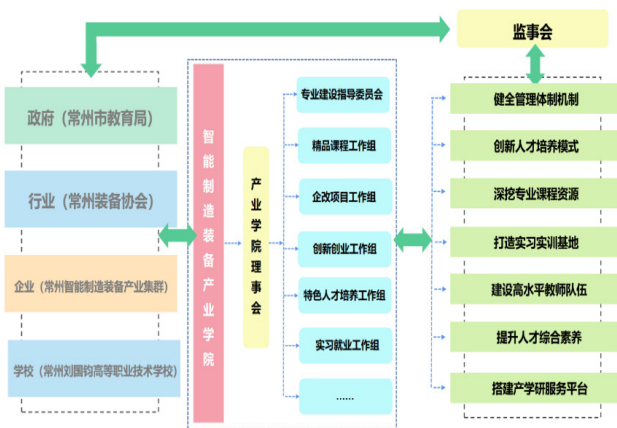 监事会
政府（常州市教育局）
行业（常州装备协会）
企业（常州智能制造装备产业集群）
学校（常州刘国钧高等职业技术学校）
智能制造装备产业学院
产业学院理事会
专业建设指导委员会
精品课程工作组
企改项目工作组
创新创业工作组
特色人才培养工作组
实习就业工作组
......
健全管理体制机制
创新人才培养模式
深挖专业课程资源
打造实习实训基地
建设高水平教师队伍
提升人才综合素养
搭建产学研服务平台